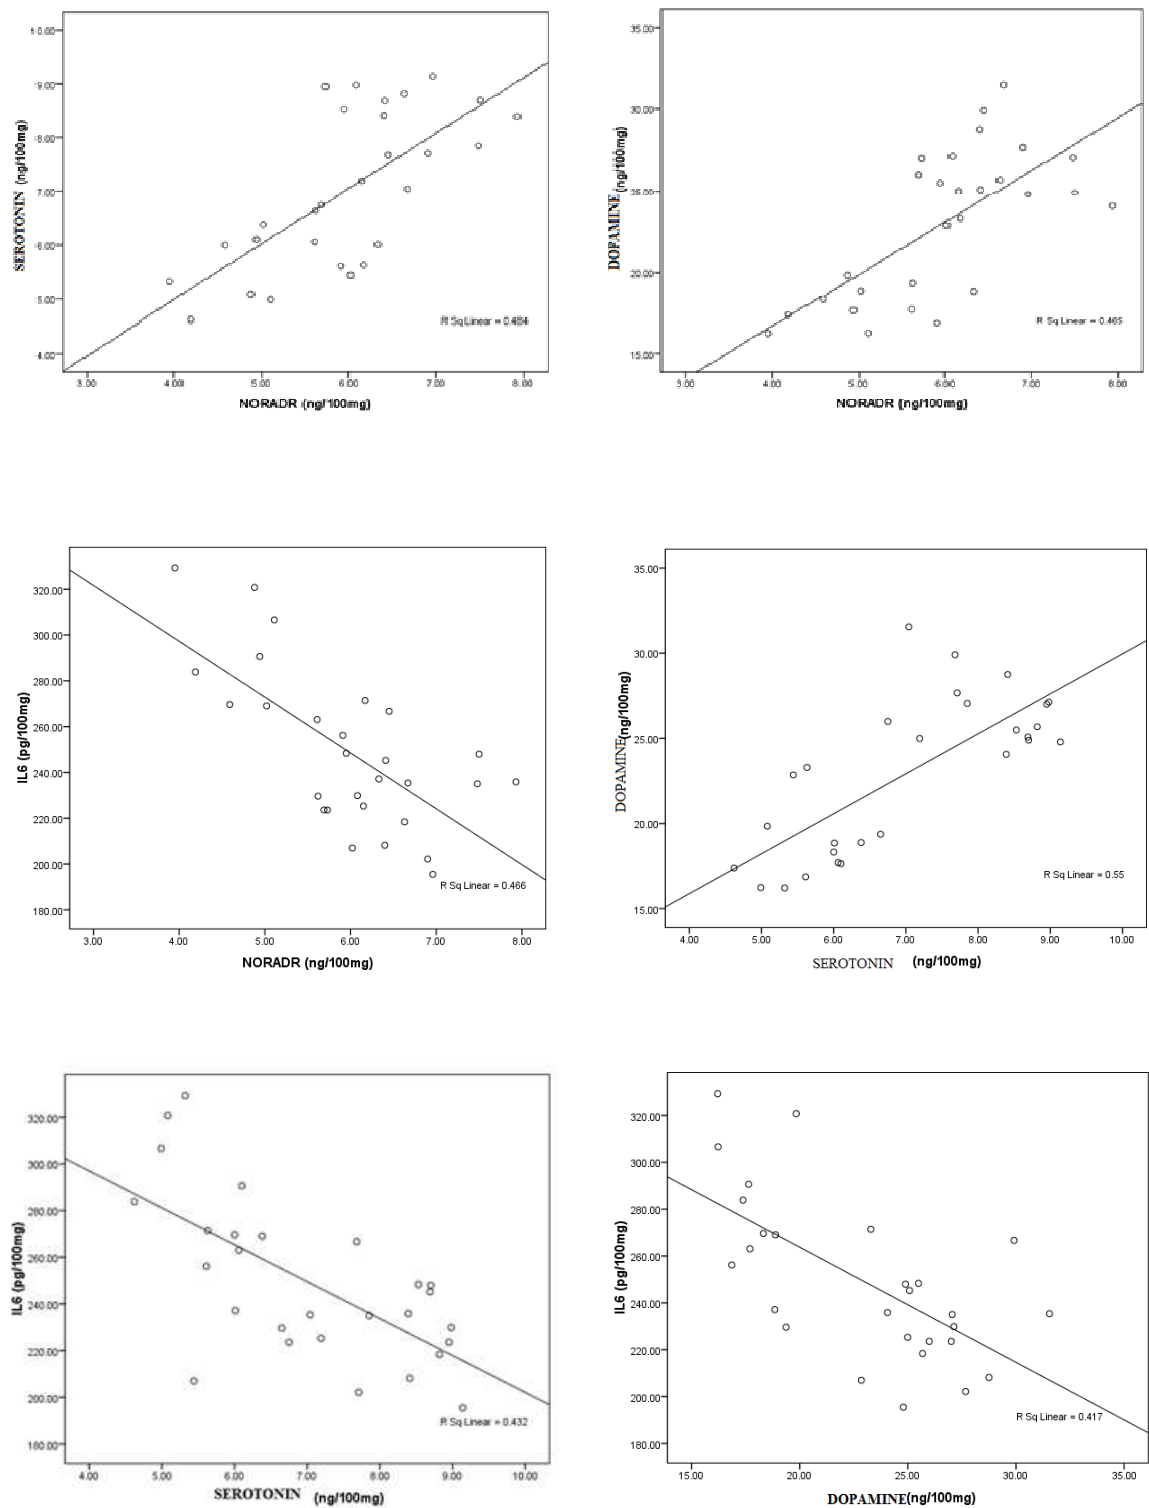 10.00
9.00
8.00
7.00
6.00
5.00
4.00
SEROTONIN (ng/100mg)
3.00 4.00 5.00 6.00 7.00 8.00
NORADR (ng/100mg)
35.00
30.00
25.00
20.00
15.00
DOPAMINE (ng/100mg)
3.00 4.00 5.00 6.00 7.00 8.00
NORADR (ng/100mg)
R Sq Linear = 0.465
320.00
300.00
280.00
260.00
240.00
220.00
200.00
180.00
IL6 (pg/100mg)
R Sq Linear = 0.466
3.00 4.00 5.00 6.00 7.00 8.00
NORADR (ng/100mg)
35.00
30.00
25.00
20.00
15.00
DOPAMINE (ng/100mg)
R Sq Linear = 0.55
4.00 5.00 6.00 7.00 8.00 9.00 10.00
SEROTONIN (ng/100mg)
320.00
300.00
280.00
260.00
240.00
220.00
200.00
180.00
IL6 (pg/100mg)
R Sq Linear = 0.432
4.00 5.00 6.00 7.00 8.00 9.00 10.00
SEROTONIN (ng/100mg)
320.00
300.00
280.00
260.00
240.00
220.00
200.00
180.00
IL6 (pg/100mg)
R Sq Linear = 0.417
15.00 20.00 25.00 30.00 35.00
DOPAMINE (ng/100mg)